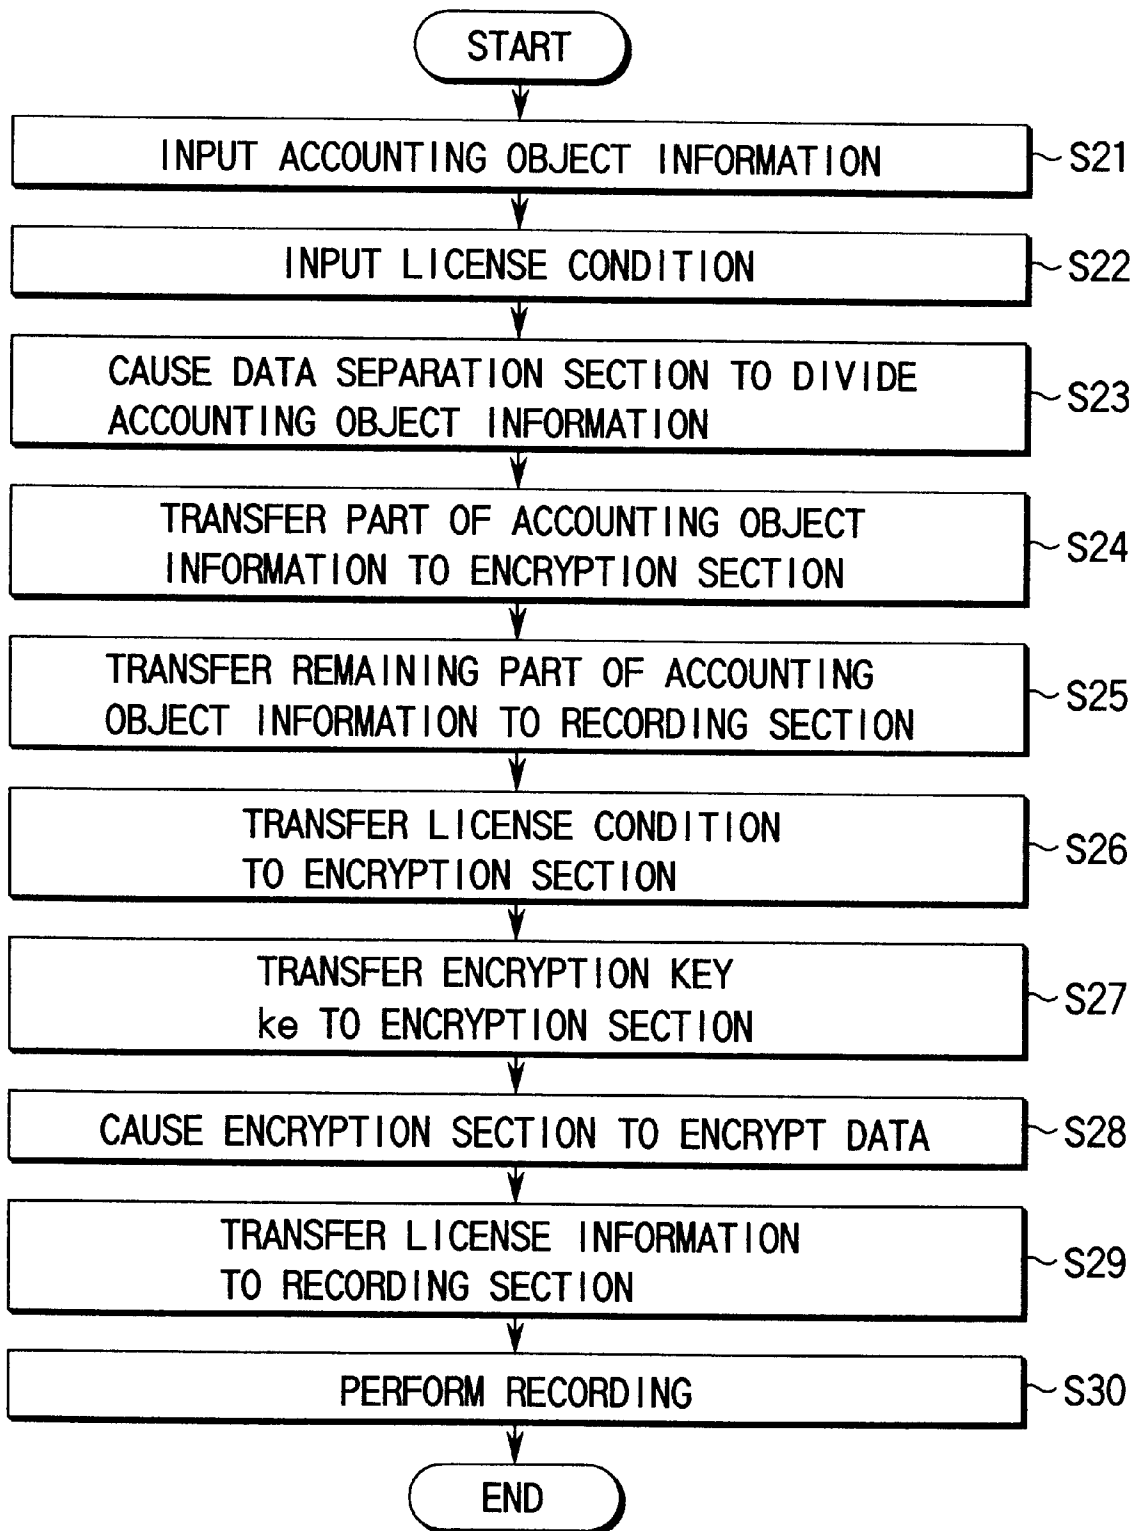 START
INPUT ACCOUNTING OBJECT INFORMATION
S21
INPUT LICENSE CONDITION
S22
CAUSE DATA SEPARATION SECTION TO DIVIDE
ACCOUNTING OBJECT INFORMATION
S23
TRANSFER PART OF ACCOUNTING OBJECT
INFORMATION TO ENCRYPTION SECTION
S24
TRANSFER REMAINING PART OF ACCOUNTING
OBJECT INFORMATION TO RECORDING SECTION
S25
TRANSFER LICENSE CONDITION
TO ENCRYPTION SECTION
S26
TRANSFER ENCRYPTION KEY
ke TO ENCRYPTION SECTION
S27
CAUSE ENCRYPTION SECTION TO ENCRYPT DATA
S28
TRANSFER LICENSE INFORMATION
TO RECORDING SECTION
S29
PERFORM RECORDING
S30
END